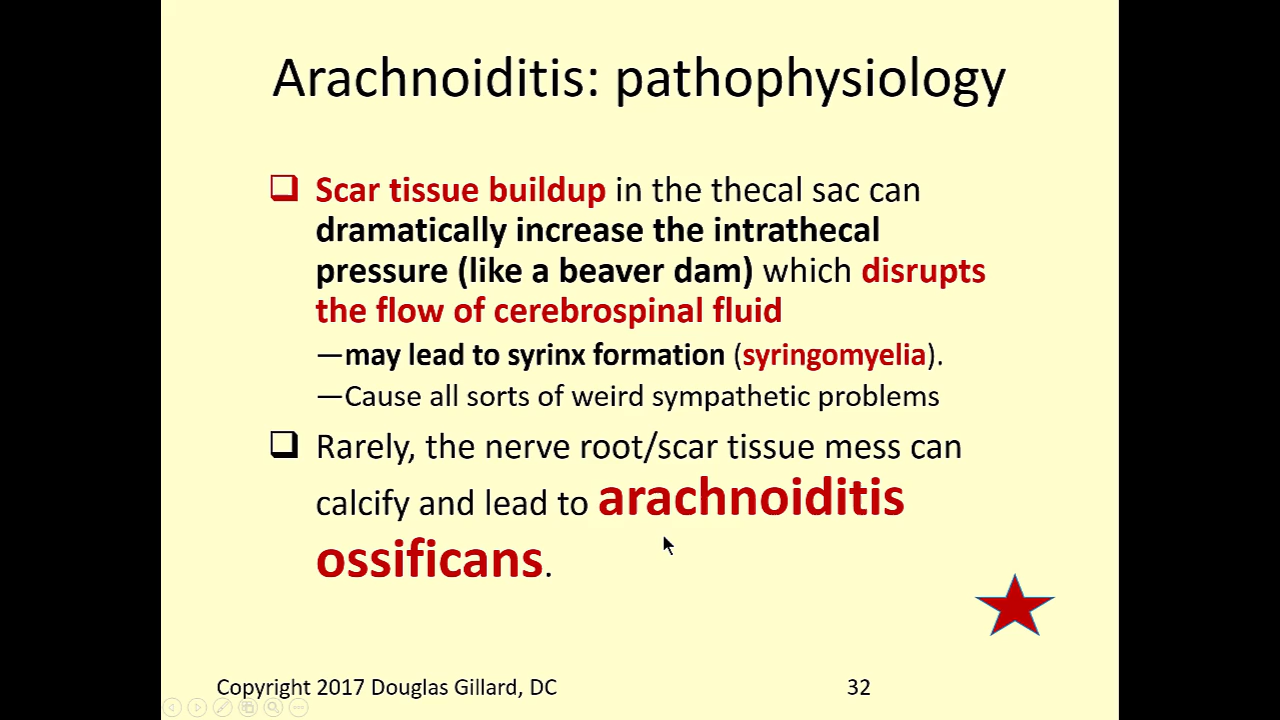 Arachnoiditis: pathophysiology
Scar tissue buildup in the thecal sac can
dramatically increase the intrathecal
pressure (like a beaver dam) which disrupts
the flow of cerebrospinal fluid
—may lead to syrinx formation (syringomyelia).
—Cause all sorts of weird sympathetic problems
Rarely, the nerve root/scar tissue mess can
calcify and lead to arachnoiditis
ossificans.
Copyright 2017 Douglas Gillard, DC
32